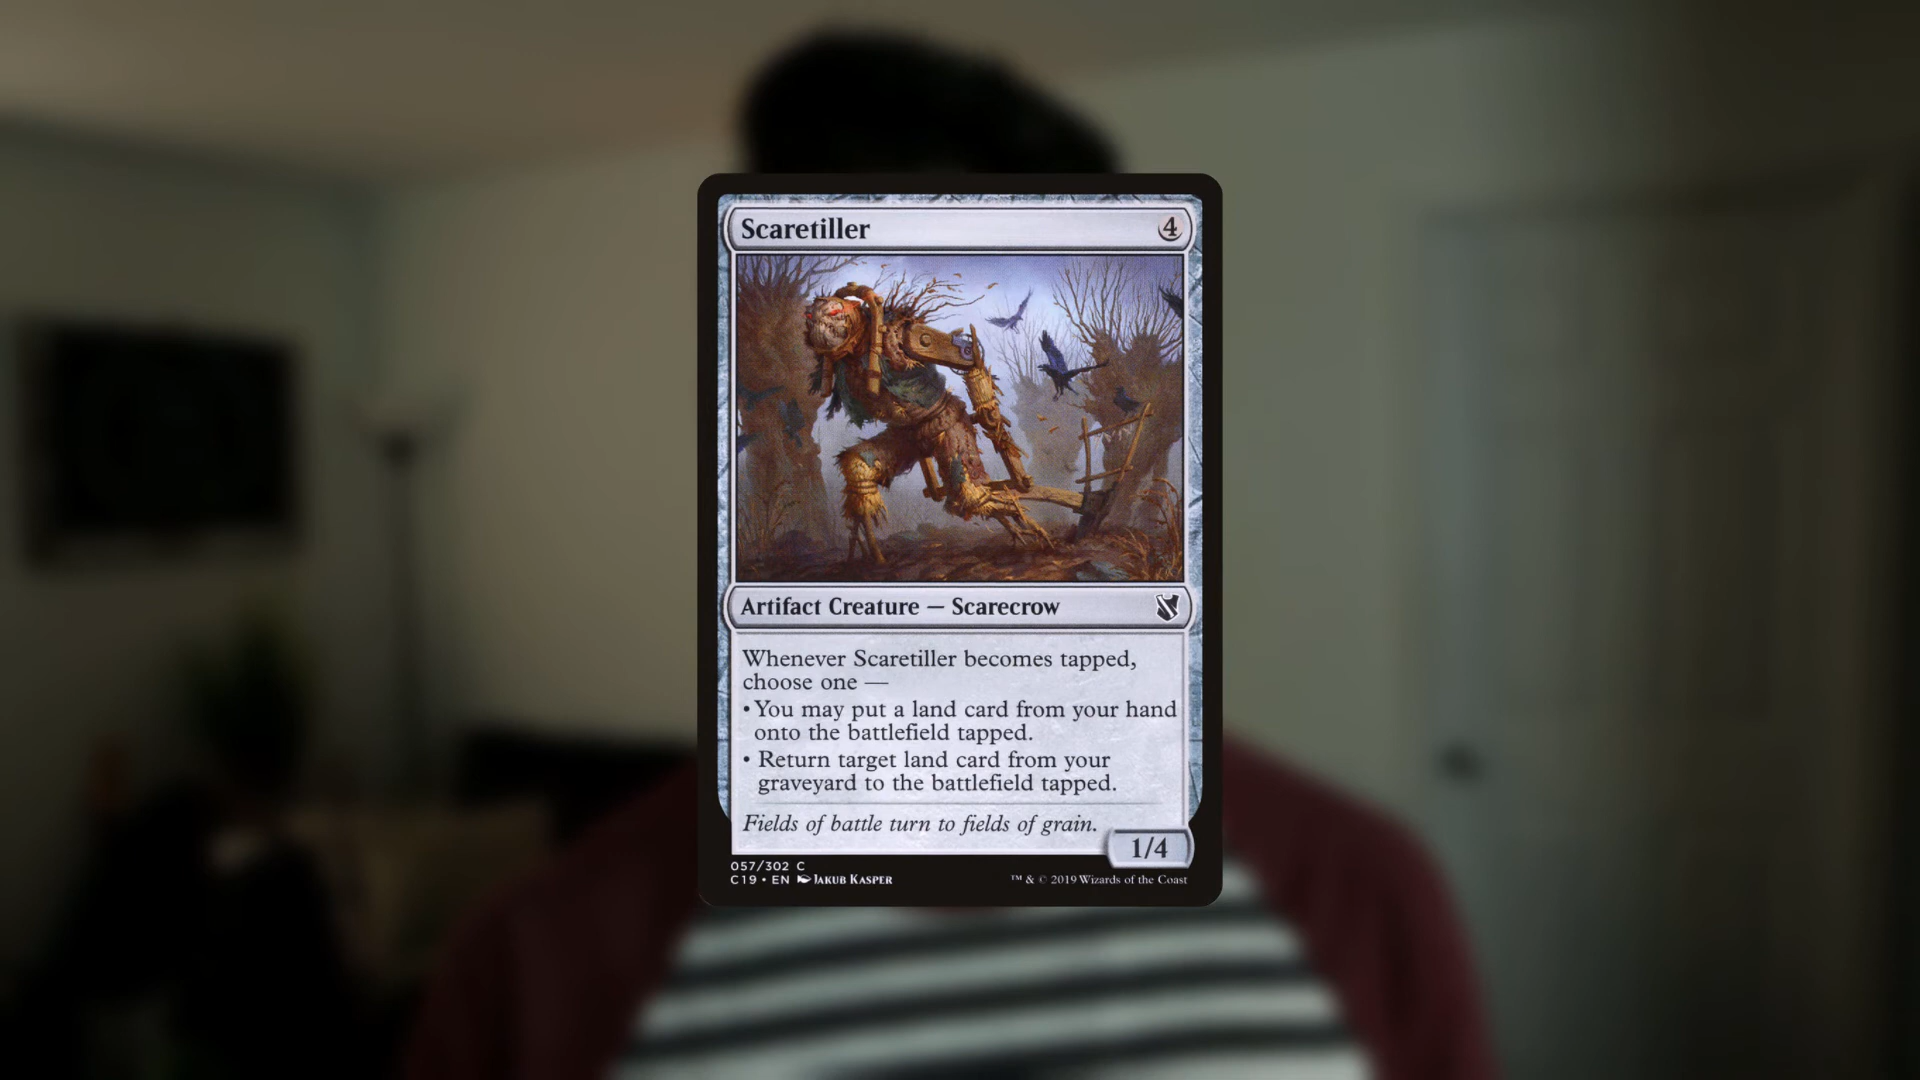 Scaretiller 4
Artifact Creature — Scarecrow
Whenever Scaretiller becomes tapped,
choose one —
• You may put a land card from your hand
onto the battlefield tapped.
• Return target land card from your
graveyard to the battlefield tapped.
Fields of battle turn to fields of grain.
1/4
057/302 C
C19 • EN Jakub Kasper
™ & © 2019 Wizards of the Coast